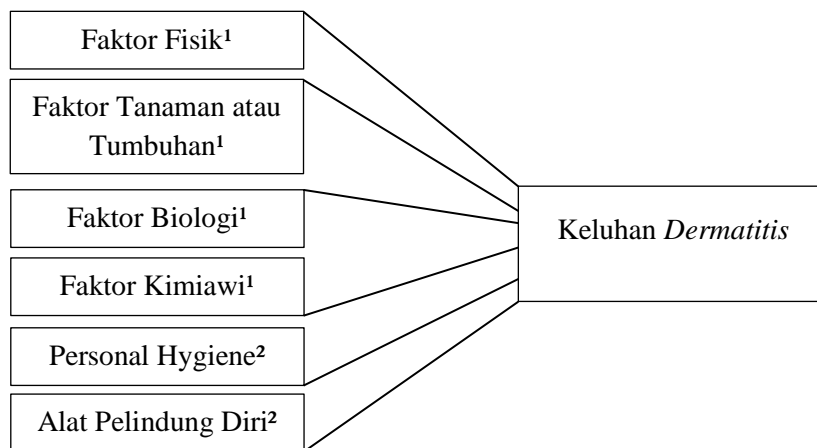 Faktor Fisik¹
Faktor Tanaman atau
Tumbuhan¹
Faktor Biologi¹
Keluhan Dermatitis
Faktor Kimiawi¹
Personal Hygiene²
Alat Pelindung Diri²